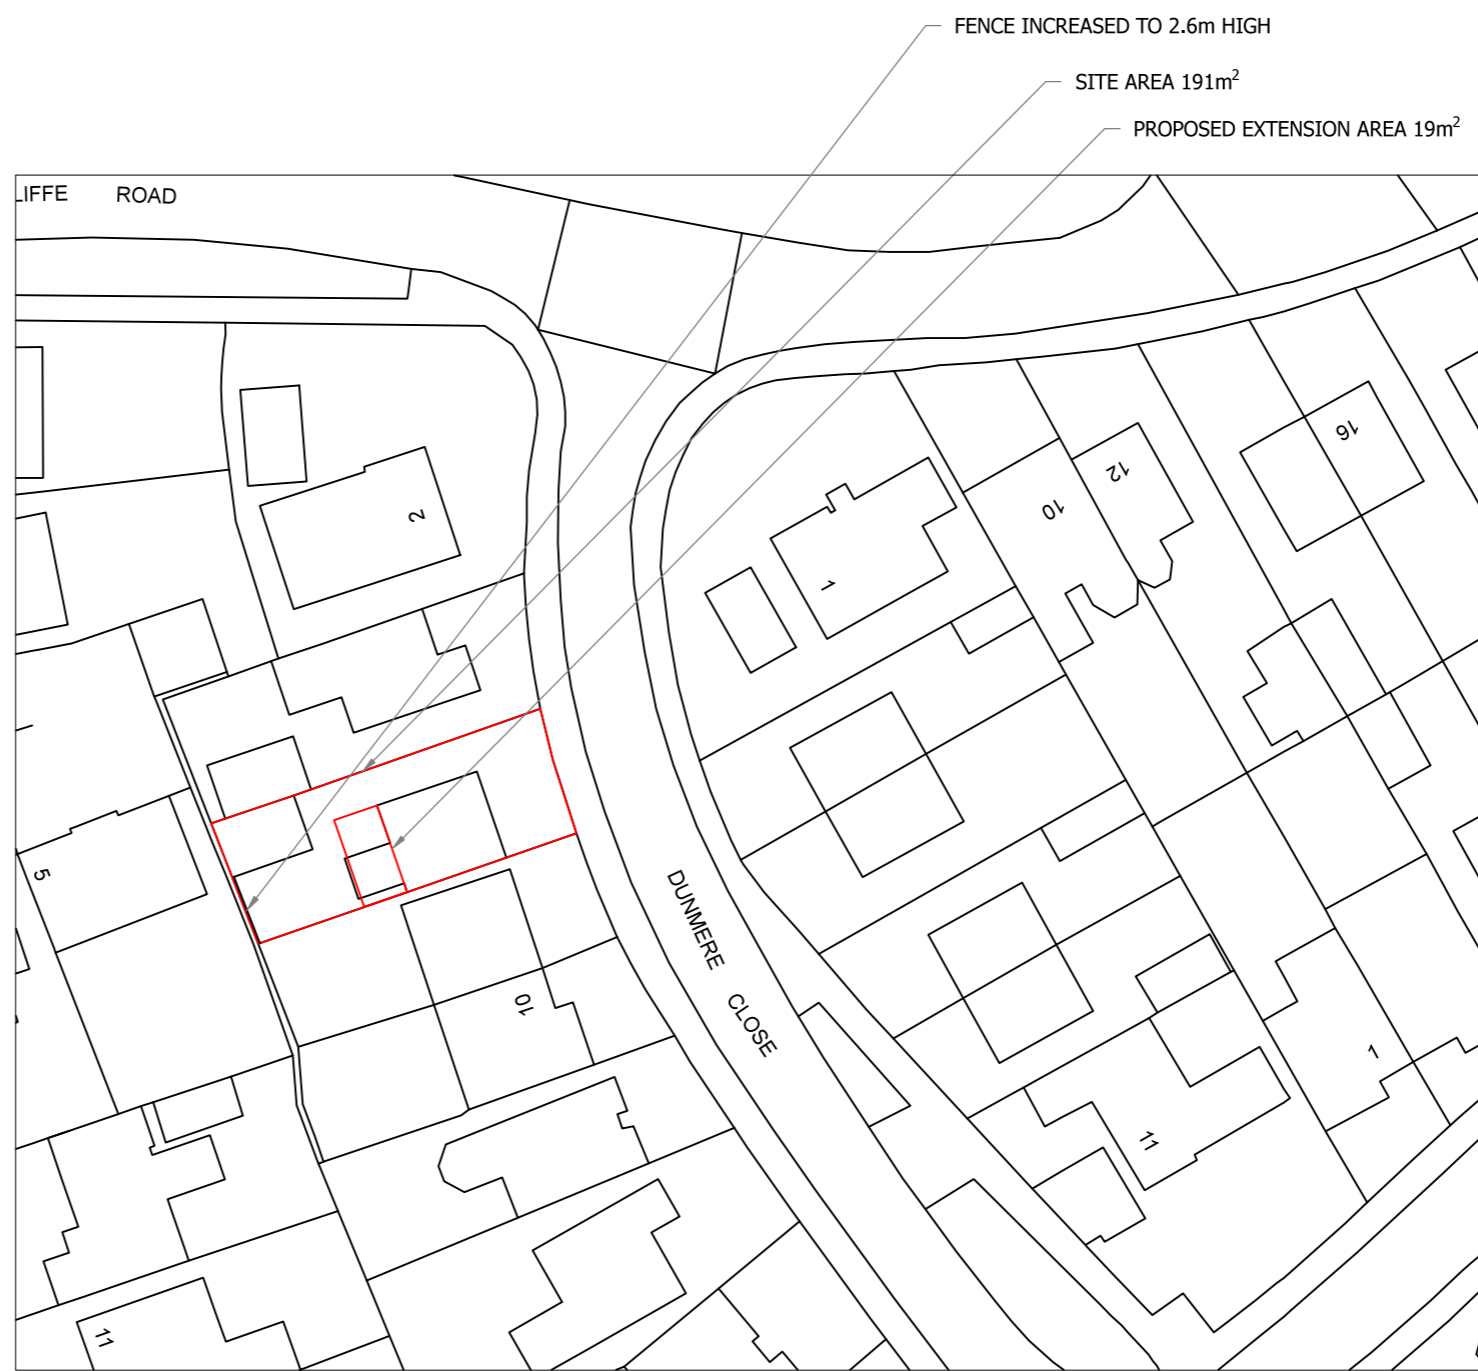 FENCE INCREASED TO 2.6m HIGH
SITE AREA 191m²
PROPOSED EXTENSION AREA 19m²
LIFFE ROAD
2
1
10
12
16
5
10
DUNMERE CLOSE
1
11
11